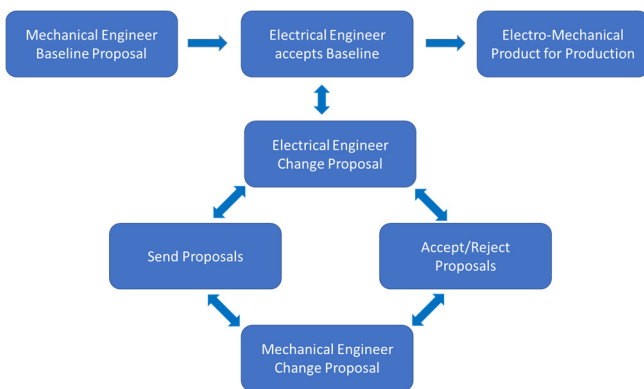 Mechanical Engineer
Baseline Proposal
Electrical Engineer
accepts Baseline
Electro-Mechanical
Product for Production
Electrical Engineer
Change Proposal
Send Proposals
Accept/Reject
Proposals
Mechanical Engineer
Change Proposal